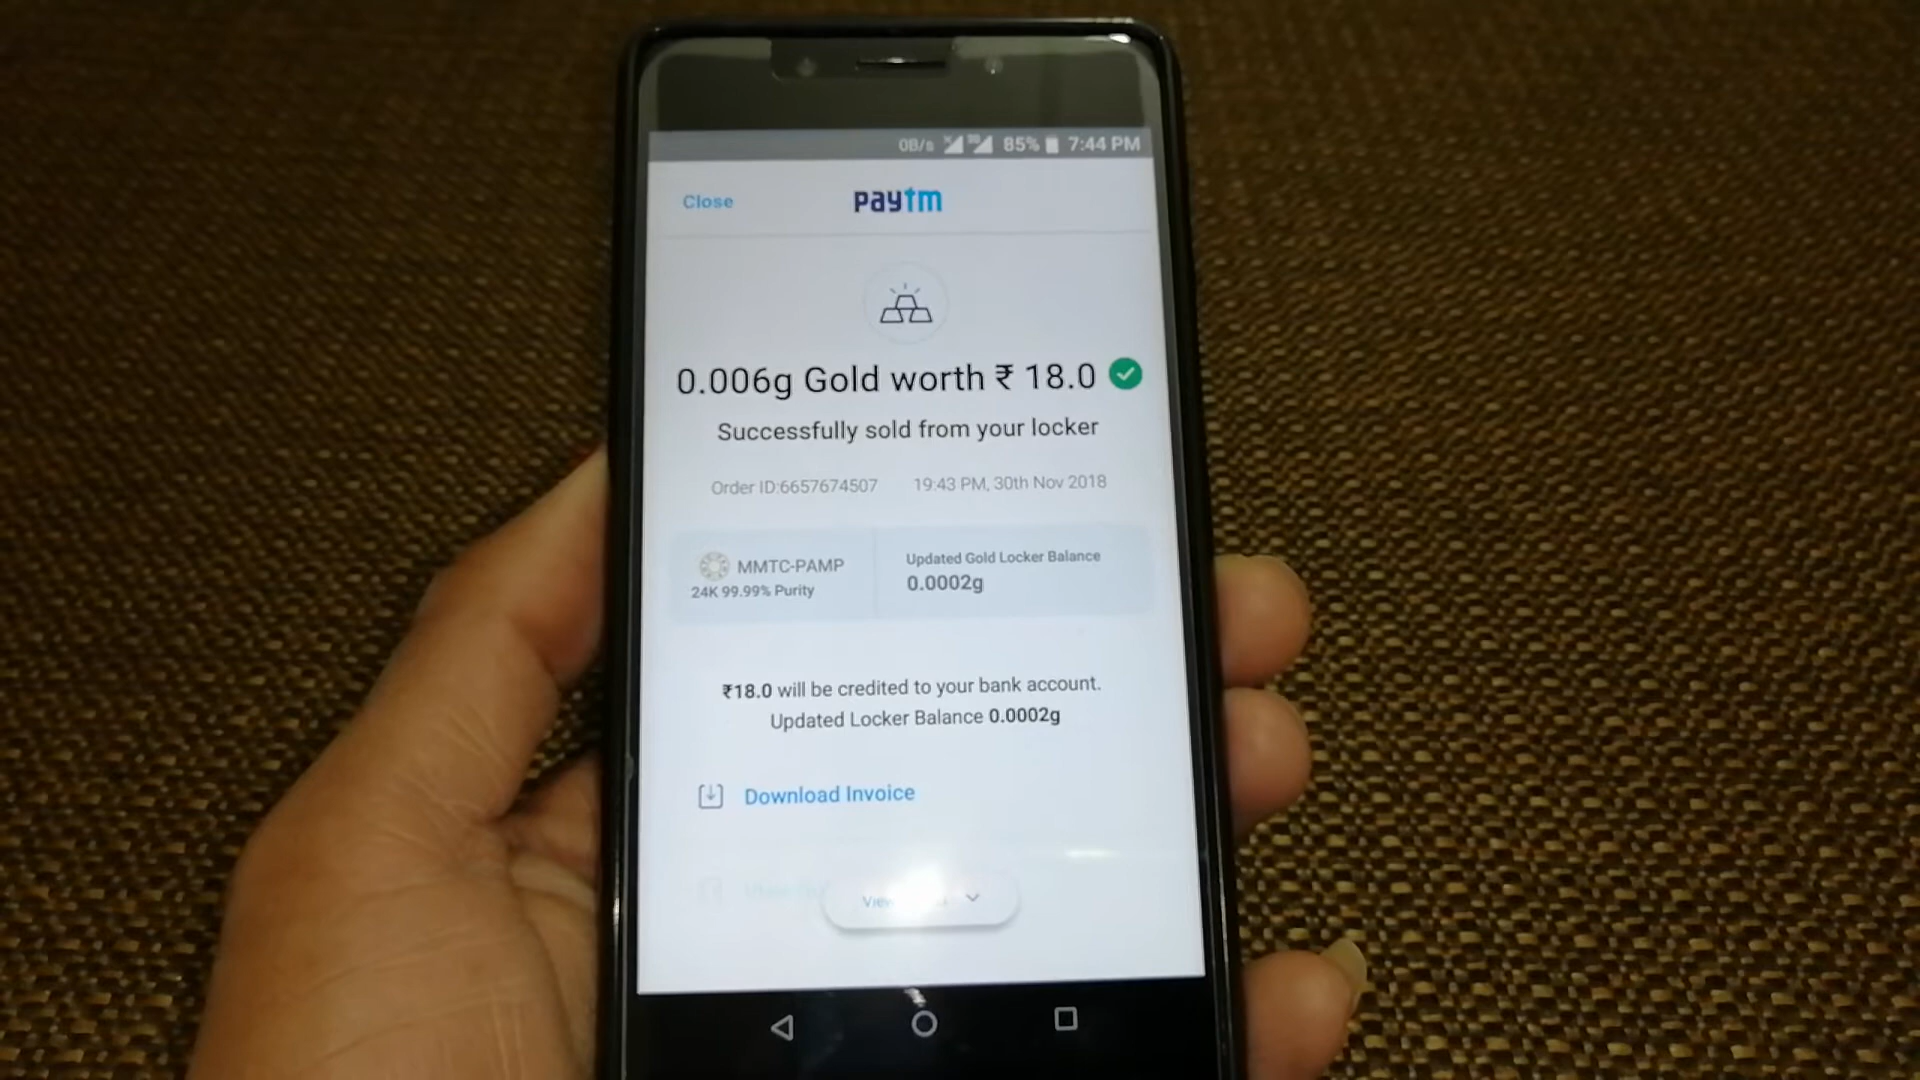 0B/s 85% 7:44 PM
Close paytm
0.006g Gold worth ₹ 18.0
Successfully sold from your locker
Order ID:6657674507 19:43 PM, 30th Nov 2018
MMTC-PAMP
24K 99.99% Purity
Updated Gold Locker Balance
0.0002g
₹18.0 will be credited to your bank account.
Updated Locker Balance 0.0002g
Download Invoice